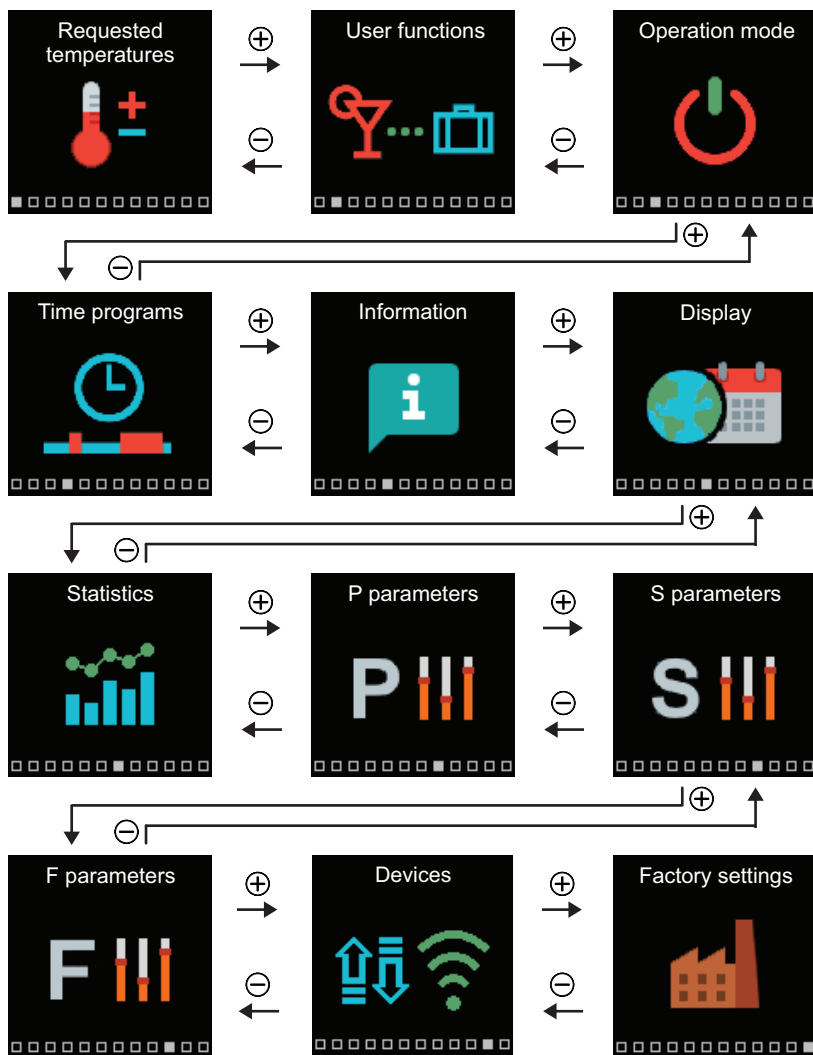 Requested
temperatures
⊕
User functions
⊕
Operation mode
⊖
⊖
⊕
⊖
Time programs
⊕
Information
⊕
Display
i
⊖
⊖
⊕
⊖
Statistics
⊕
P parameters
⊕
S parameters
P
S
⊖
⊖
⊕
⊖
F parameters
⊕
Devices
⊕
Factory settings
F
⊖
⊖